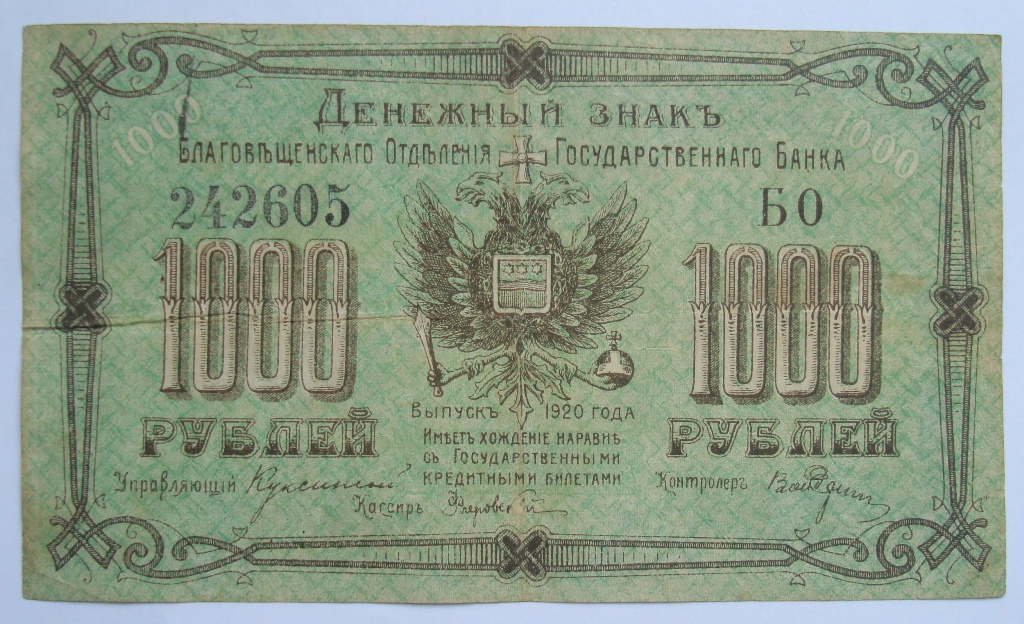 1000 1000
Денежный знакъ
Благовѣщенскаго Отдѣленія Государственнаго Банка
242605 БО
1000 1000
рублей рублей
Выпускъ 1920 года
Имѣетъ хожденіе наравнѣ
съ Государственными
кредитными билетами
Управляющій
Контролеръ
Кассиръ